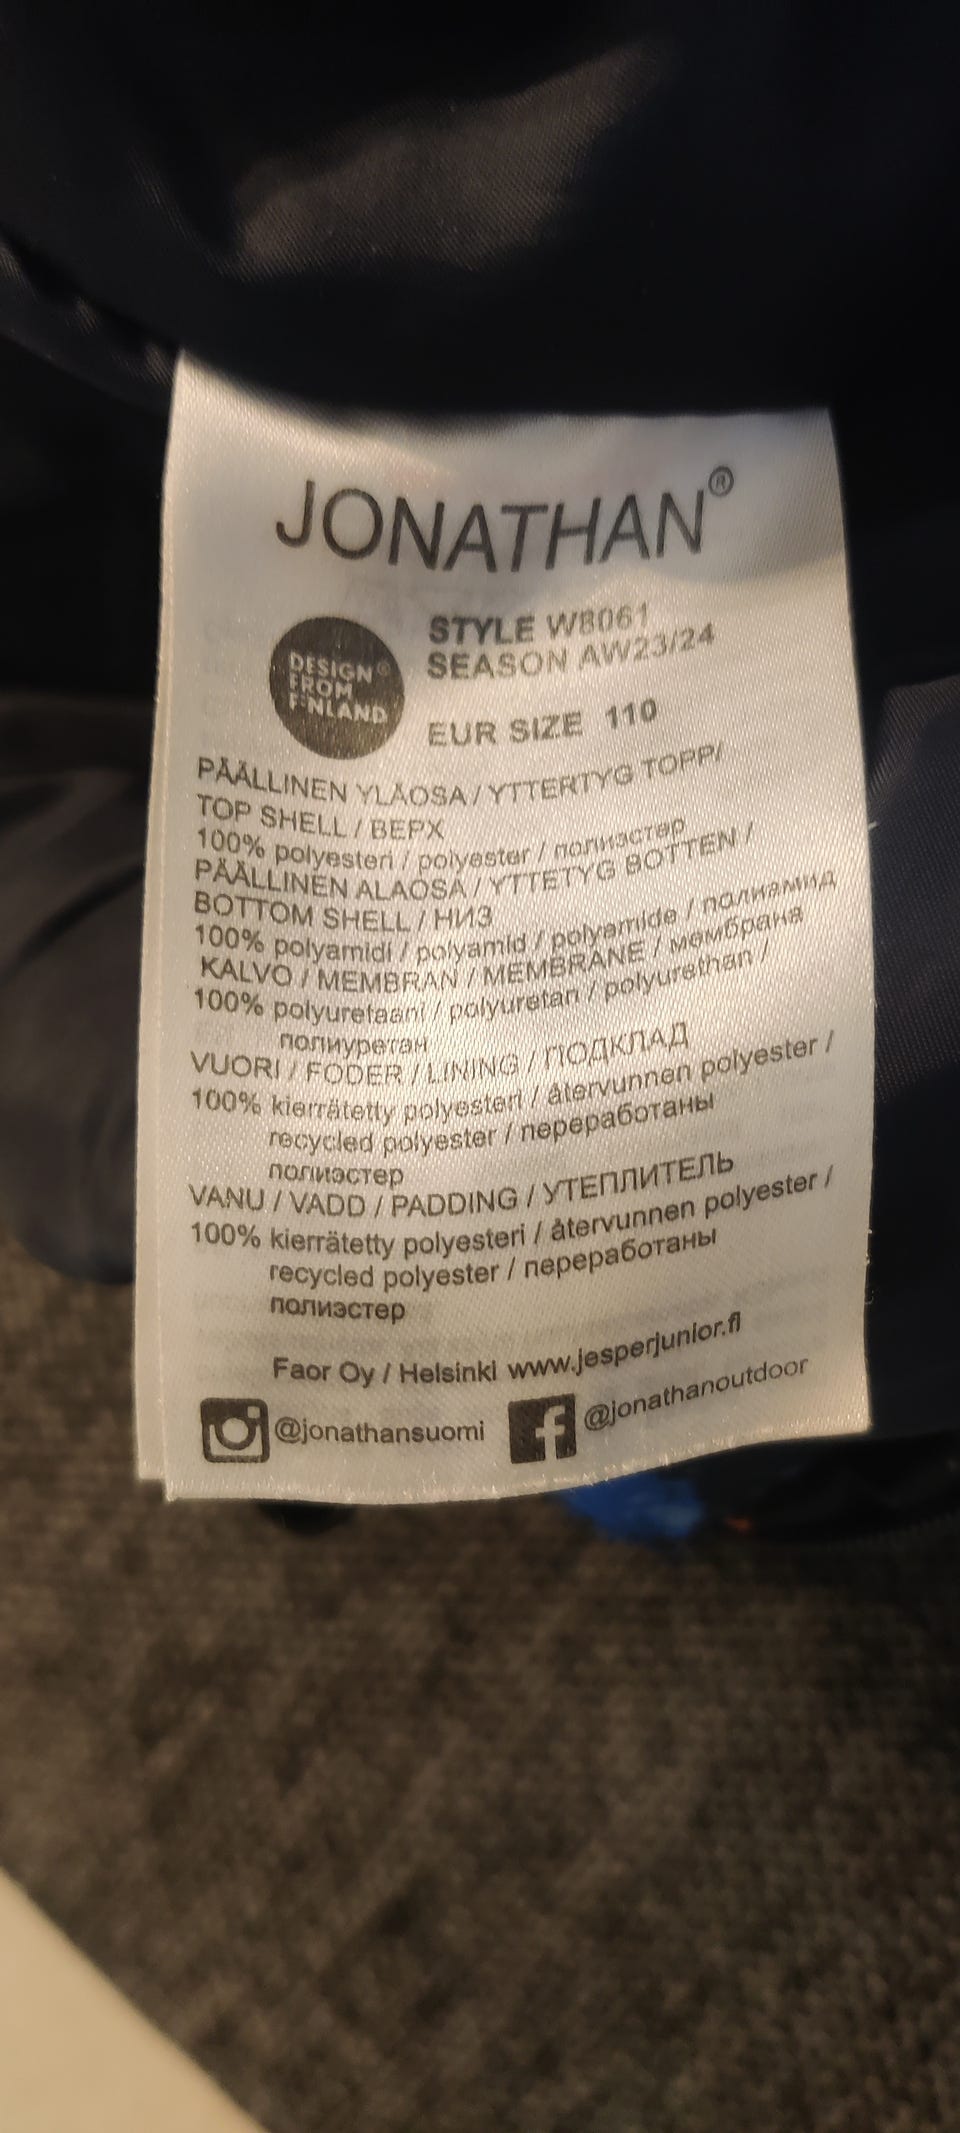 JONATHAN®
DESIGN®
FROM
FINLAND
STYLE W8061
SEASON AW23/24
EUR SIZE 110
PÄÄLLINEN YLÄOSA / YTTERTYG TOPP/
TOP SHELL / ВЕРХ
100% polyesteri / polyester / полиэстер
PÄÄLLINEN ALAOSA / YTTETYG BOTTEN /
BOTTOM SHELL / НИЗ
100% polyamidi / polyamid / polyamide / полиамид
KALVO / MEMBRAN / MEMBRANE / мембрана
100% polyuretaani / polyuretan / polyurethan /
полиуретан
VUORI / FODER / LINING / ПОДКЛАД
100% kierrätetty polyesteri / återvunnen polyester /
recycled polyester / переработаны
полиэстер
VANU / VADD / PADDING / УТЕПЛИТЕЛЬ
100% kierrätetty polyesteri / återvunnen polyester /
recycled polyester / переработаны
полиэстер
Faor Oy / Helsinki www.jesperjunior.fi
@jonathansuomi @jonathanoutdoor